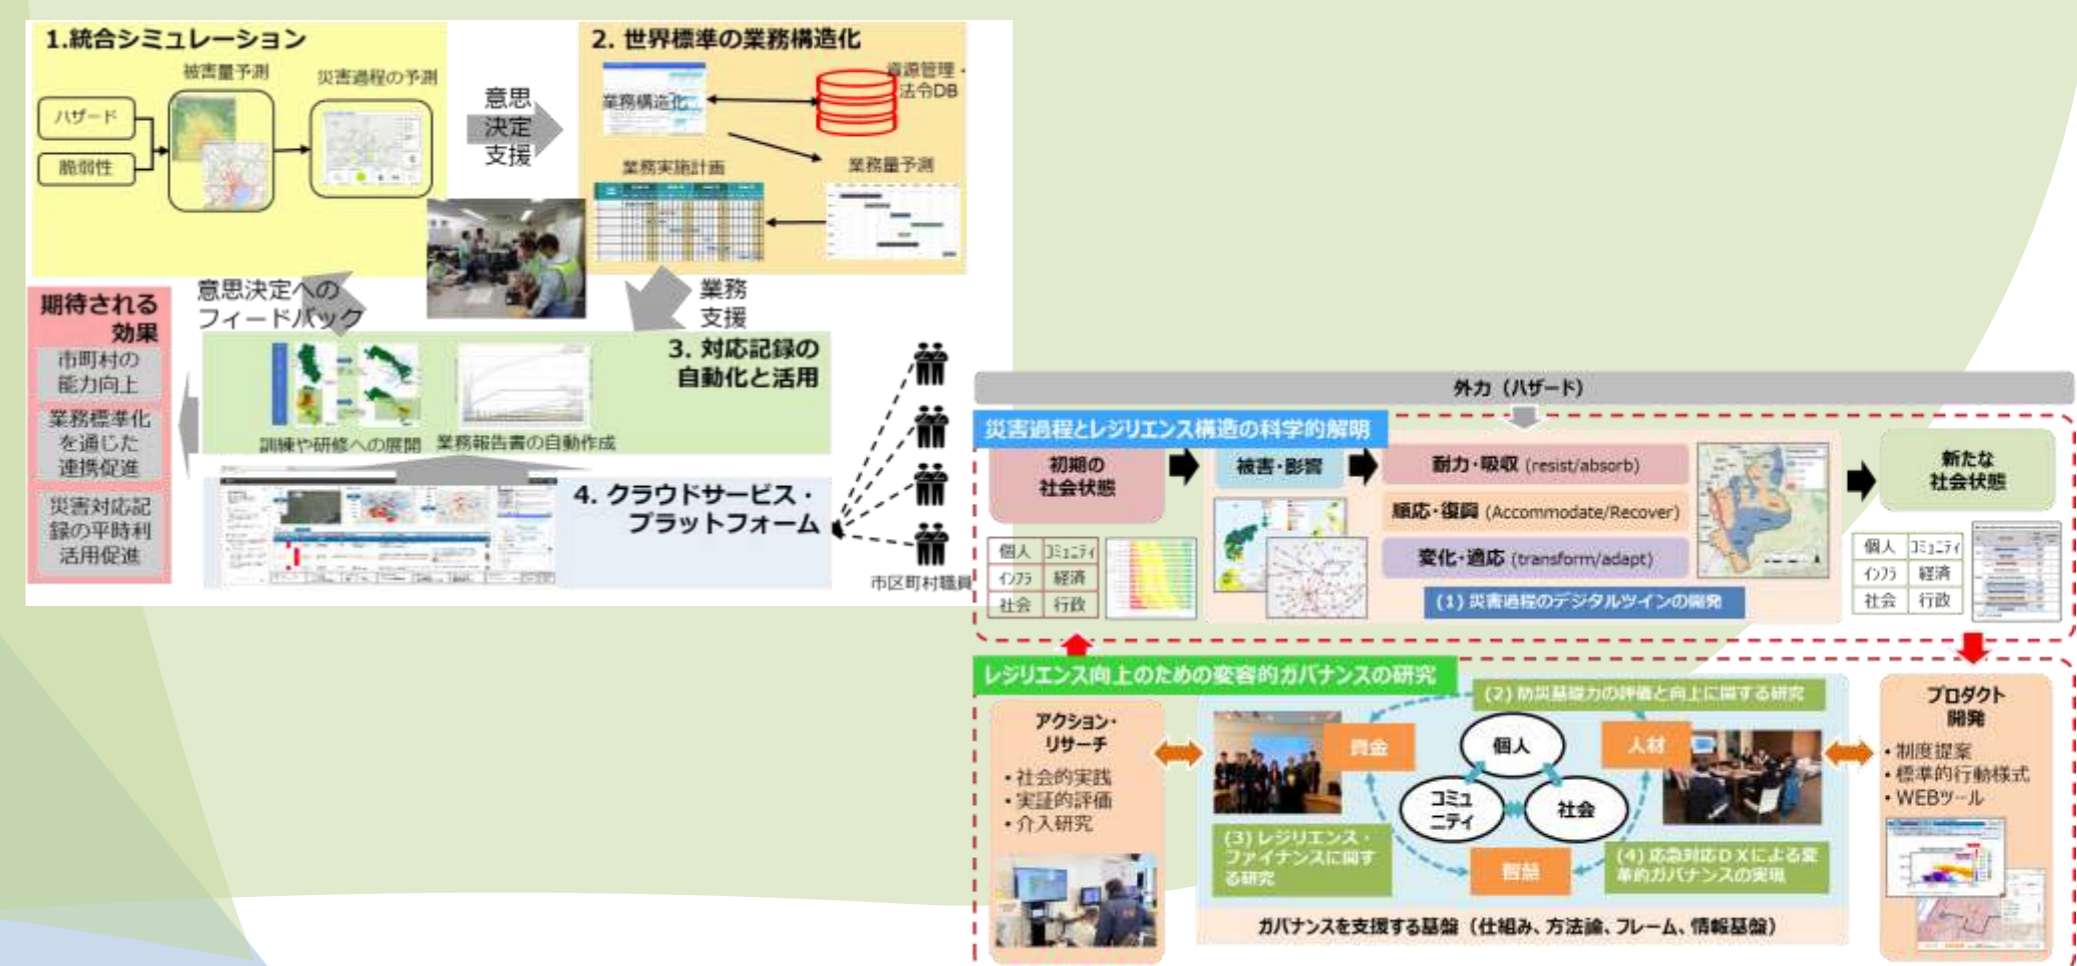 1.統合シミュレーション
被害量予測
災害過程の予測
ハザード
脆弱性
意思
決定
支援
2. 世界標準の業務構造化
資源管理・
法令DB
業務構造化
業務実施計画
業務量予測
意思決定への
フィードバック
業務
支援
期待される
効果
市町村の
能力向上
業務標準化
を通じた
連携促進
災害対応記
録の平時利
活用促進
3. 対応記録の
自動化と活用
訓練や研修への展開
業務報告書の自動作成
4. クラウドサービス・
プラットフォーム
市区町村職員
外力（ハザード）
災害過程とレジリエンス構造の科学的解明
初期の
社会状態
被害・影響
耐力・吸収 (resist/absorb)
順応・復興 (Accommodate/Recover)
変化・適応 (transform/adapt)
(1) 災害過程のデジタルツインの開発
新たな
社会状態
個人 コミュニティ
インフラ 経済
社会 行政
個人 コミュニティ
インフラ 経済
社会 行政
レジリエンス向上のための変容的ガバナンスの研究
アクション・
リサーチ
・社会的実践
・実証的評価
・介入研究
(2) 防災基礎力の評価と向上に関する研究
資金
個人
人材
コミュ
ニティ
社会
(3) レジリエンス・
ファイナンスに関す
る研究
(4) 応急対応ＤＸによる変
革的ガバナンスの実現
ガバナンスを支援する基盤（仕組み、方法論、フレーム、情報基盤）
プロダクト
開発
・制度提案
・標準的行動様式
・WEBツール